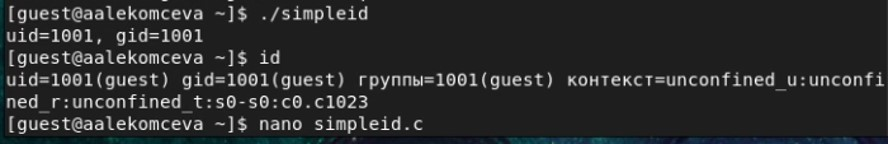 [guest@aalekomceva ~]$ ./simpleid
uid=1001, gid=1001
[guest@aalekomceva ~]$ id
uid=1001(guest) gid=1001(guest) группы=1001(guest) контекст=unconfined_u:unconfi
ned_r:unconfined_t:s0-s0:c0.c1023
[guest@aalekomceva ~]$ nano simpleid.c